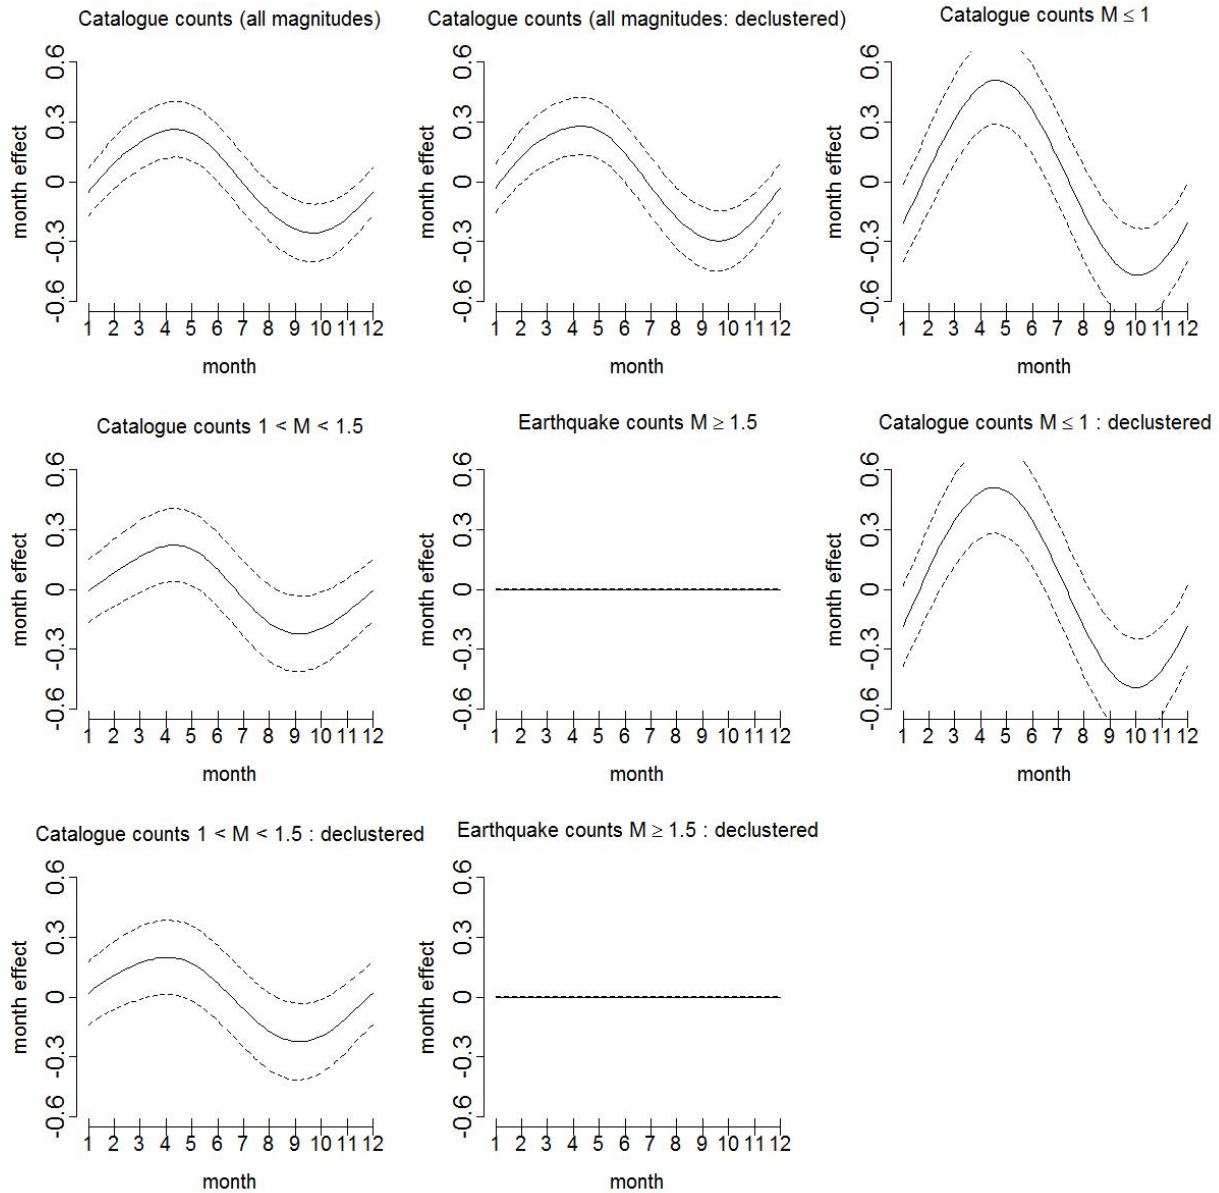 Catalogue counts (all magnitudes)
0.6
0.3
0
-0.3
-0.6
month effect
1 2 3 4 5 6 7 8 9 10 11 12
month
Catalogue counts (all magnitudes: declustered)
0.6
0.3
0
-0.3
-0.6
month effect
1 2 3 4 5 6 7 8 9 10 11 12
month
Catalogue counts M ≤ 1
0.6
0.3
0
-0.3
-0.6
month effect
1 2 3 4 5 6 7 8 9 10 11 12
month
Catalogue counts 1 < M < 1.5
0.6
0.3
0
-0.3
-0.6
month effect
1 2 3 4 5 6 7 8 9 10 11 12
month
Earthquake counts M ≥ 1.5
0.6
0.3
0
-0.3
-0.6
month effect
1 2 3 4 5 6 7 8 9 10 11 12
month
Catalogue counts M ≤ 1 : declustered
0.6
0.3
0
-0.3
-0.6
month effect
1 2 3 4 5 6 7 8 9 10 11 12
month
Catalogue counts 1 < M < 1.5 : declustered
0.6
0.3
0
-0.3
-0.6
month effect
1 2 3 4 5 6 7 8 9 10 11 12
month
Earthquake counts M ≥ 1.5 : declustered
0.6
0.3
0
-0.3
-0.6
month effect
1 2 3 4 5 6 7 8 9 10 11 12
month